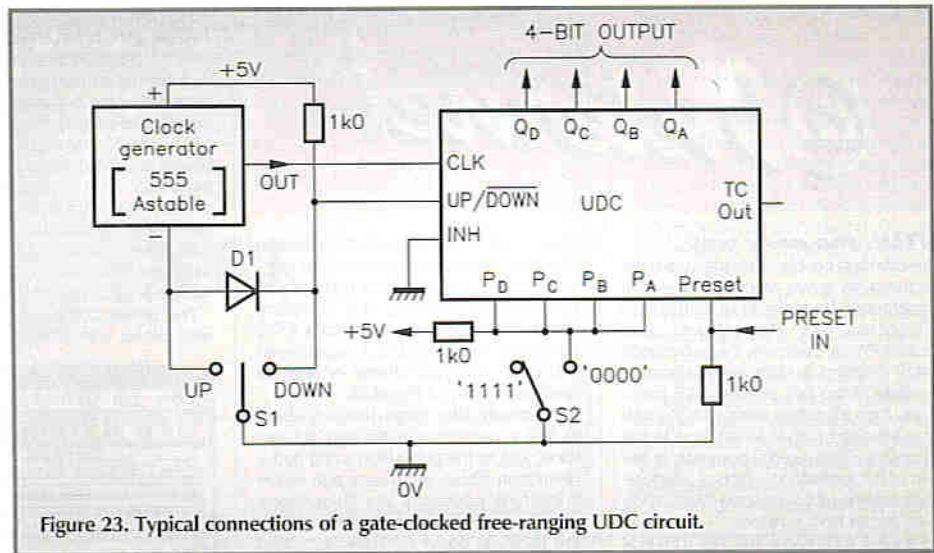 4-BIT OUTPUT
+5V
+
Clock
generator
555
Astable
-
1k0
OUT
QD QC QB QA
CLK
UP/DOWN
UDC
TC
Out
INH
D1
PD PC PB PA Preset
+5V
1k0
PRESET
IN
UP DOWN
'1111' '0000'
1k0
S1
S2
0V
Figure 23. Typical connections of a gate-clocked free-ranging UDC circuit.